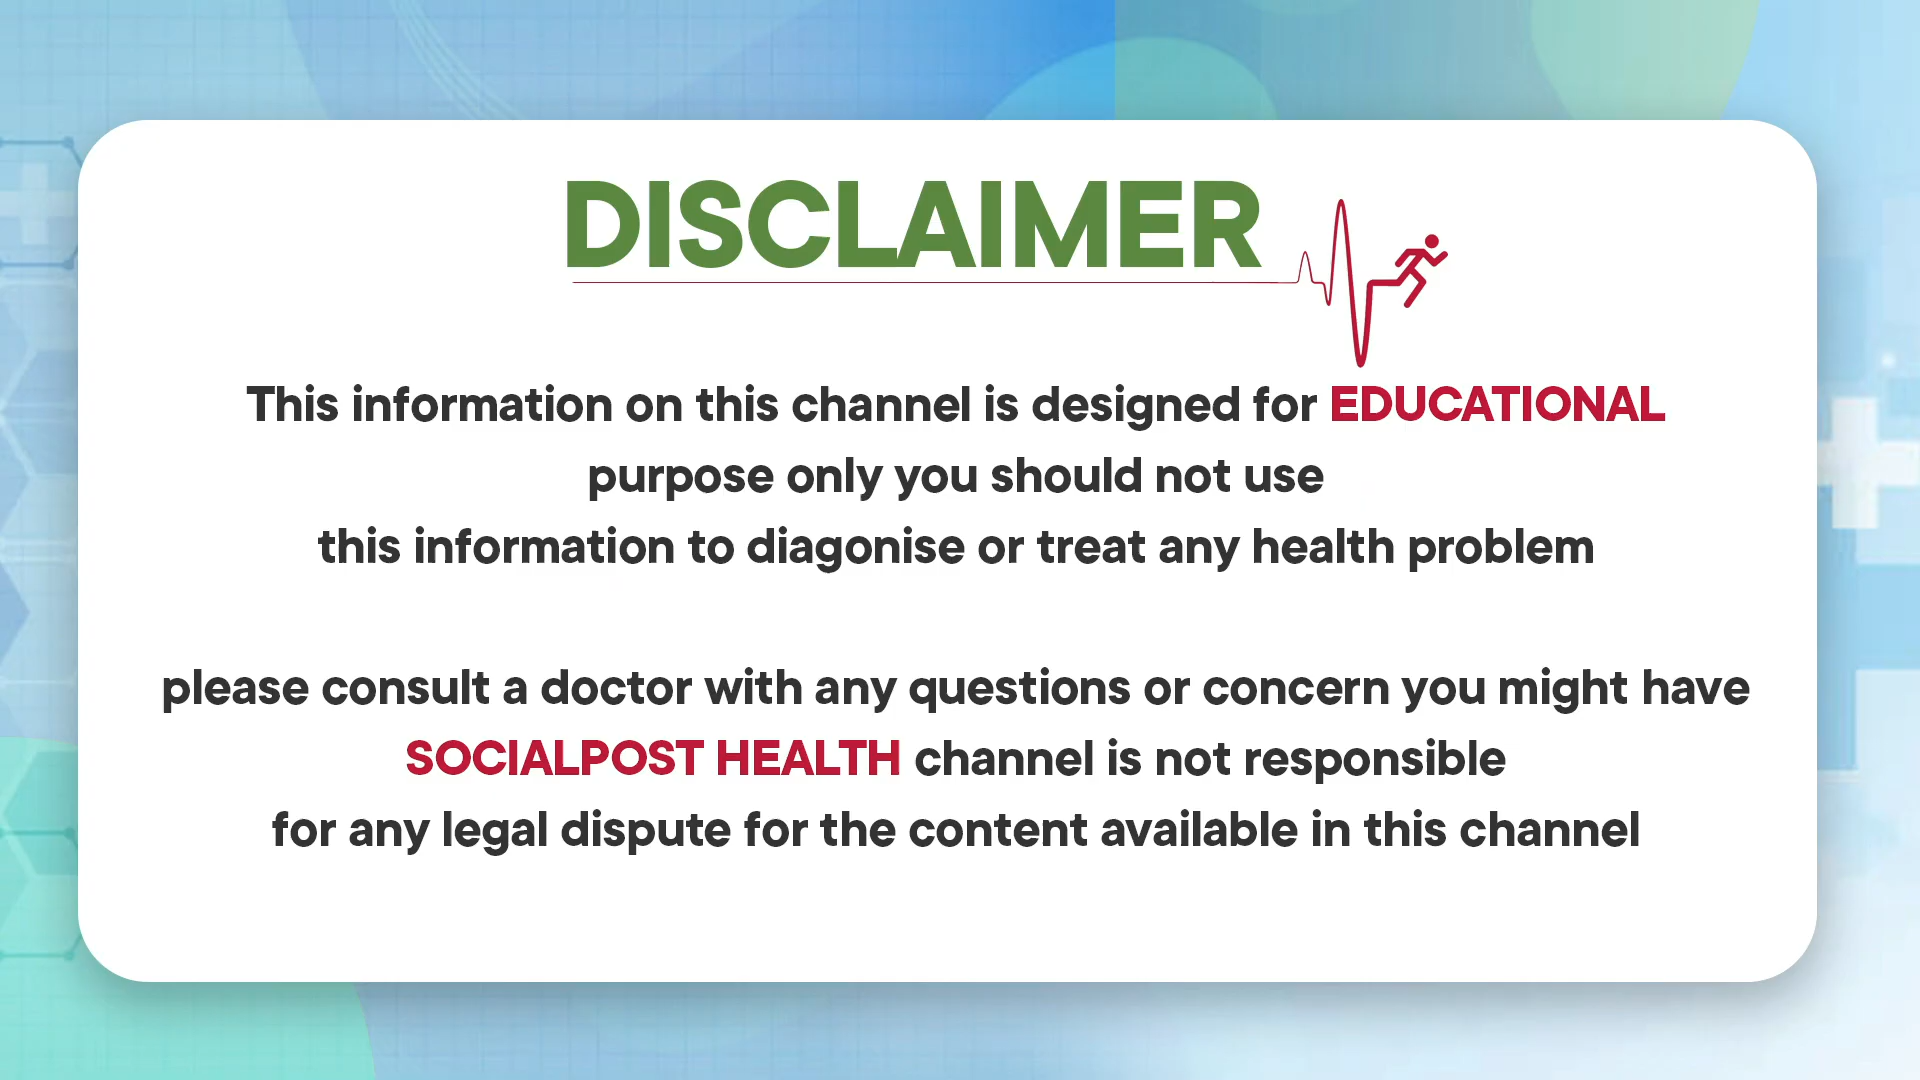 DISCLAIMER
This information on this channel is designed for EDUCATIONAL
purpose only you should not use
this information to diagonise or treat any health problem
please consult a doctor with any questions or concern you might have
SOCIALPOST HEALTH channel is not responsible
for any legal dispute for the content available in this channel